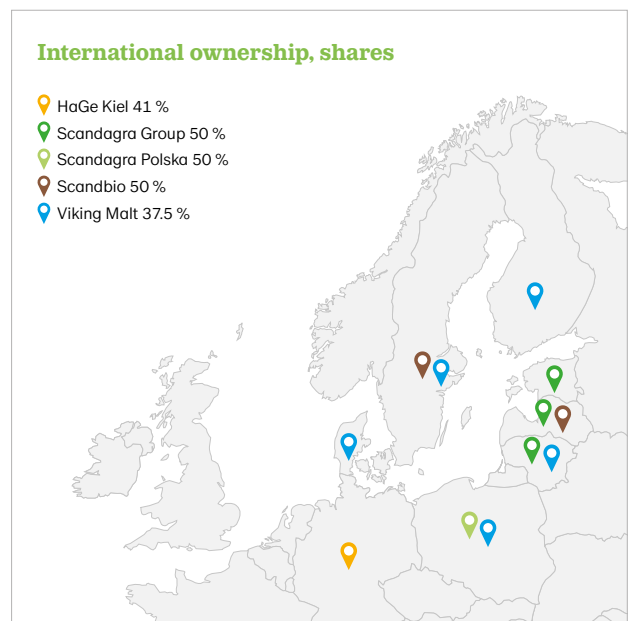 International ownership, shares
HaGe Kiel 41 %
Scandagra Group 50 %
Scandagra Polska 50 %
Scandbio 50 %
Viking Malt 37.5 %